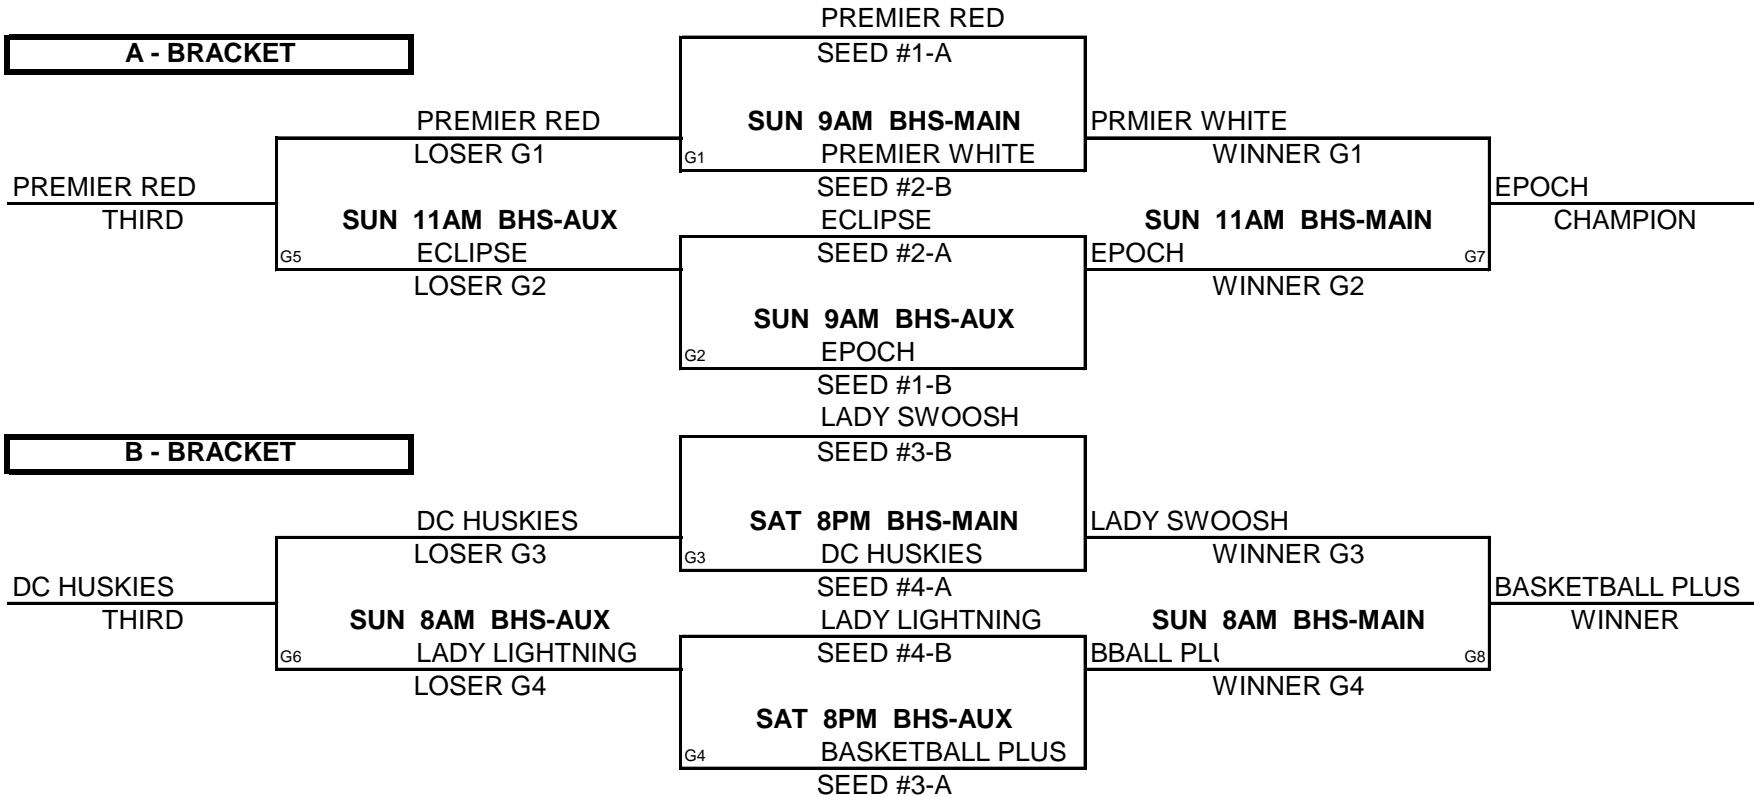 PREMIER RED
A - BRACKET
SEED #1-A
PREMIER RED
SUN 9AM BHS-MAIN
PRMIER WHITE
LOSER G1
G1
PREMIER WHITE
WINNER G1
PREMIER RED
SEED #2-B
EPOCH
THIRD
SUN 11AM BHS-AUX
ECLIPSE
SUN 11AM BHS-MAIN
CHAMPION
G5
ECLIPSE
SEED #2-A
EPOCH
G7
LOSER G2
WINNER G2
SUN 9AM BHS-AUX
G2
EPOCH
SEED #1-B
LADY SWOOSH
B - BRACKET
SEED #3-B
DC HUSKIES
SAT 8PM BHS-MAIN
LADY SWOOSH
LOSER G3
G3
DC HUSKIES
WINNER G3
DC HUSKIES
SEED #4-A
BASKETBALL PLUS
THIRD
SUN 8AM BHS-AUX
LADY LIGHTNING
SUN 8AM BHS-MAIN
WINNER
G6
LADY LIGHTNING
SEED #4-B
BBALL PLU
G8
LOSER G4
WINNER G4
SAT 8PM BHS-AUX
G4
BASKETBALL PLUS
SEED #3-A